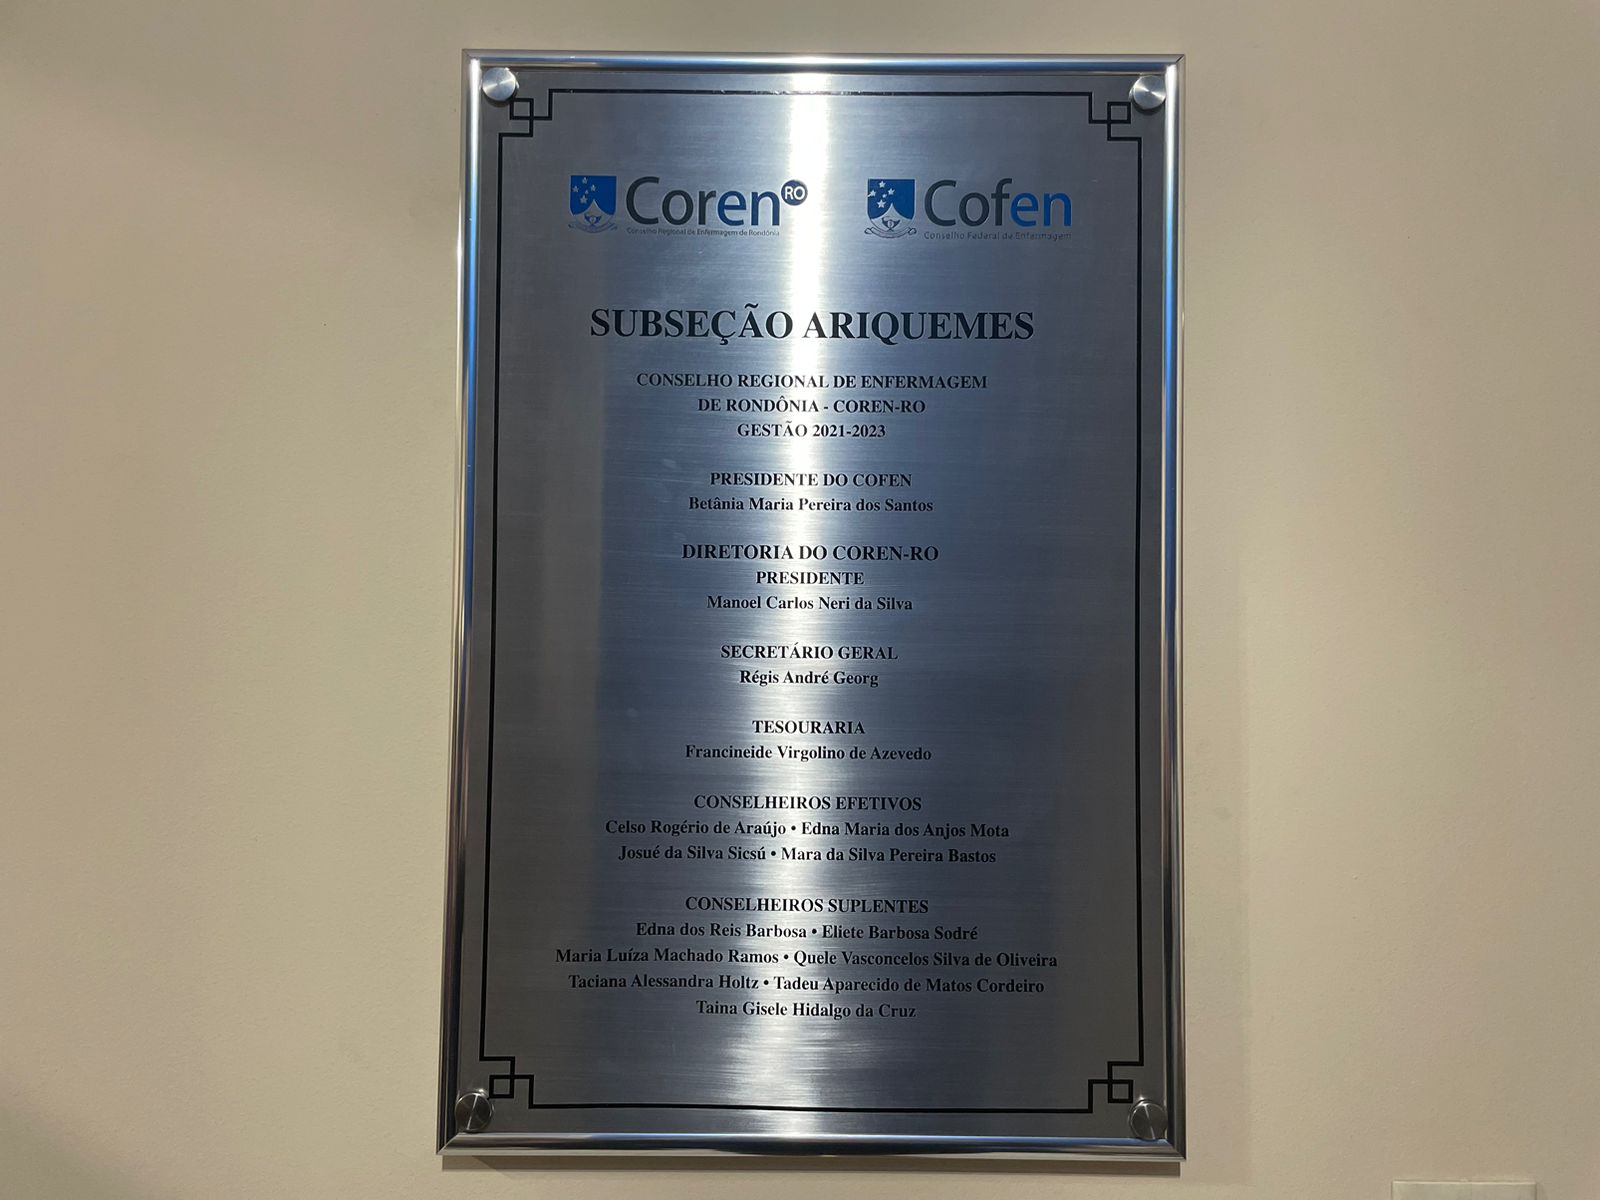 Coren RO
Conselho Regional de Enfermagem de Rondônia
Cofen
Conselho Federal de Enfermagem
SUBSEÇÃO ARIQUEMES
CONSELHO REGIONAL DE ENFERMAGEM
DE RONDÔNIA - COREN-RO
GESTÃO 2021-2023
PRESIDENTE DO COFEN
Betânia Maria Pereira dos Santos
DIRETORIA DO COREN-RO
PRESIDENTE
Manoel Carlos Neri da Silva
SECRETÁRIO GERAL
Régis André Georg
TESOURARIA
Francineide Virgolino de Azevedo
CONSELHEIROS EFETIVOS
Celso Rogério de Araújo • Edna Maria dos Anjos Mota
Josué da Silva Sicsú • Mara da Silva Pereira Bastos
CONSELHEIROS SUPLENTES
Edna dos Reis Barbosa • Eliete Barbosa Sodré
Maria Luíza Machado Ramos • Quele Vasconcelos Silva de Oliveira
Taciana Alessandra Holtz • Tadeu Aparecido de Matos Cordeiro
Taina Gisele Hidalgo da Cruz